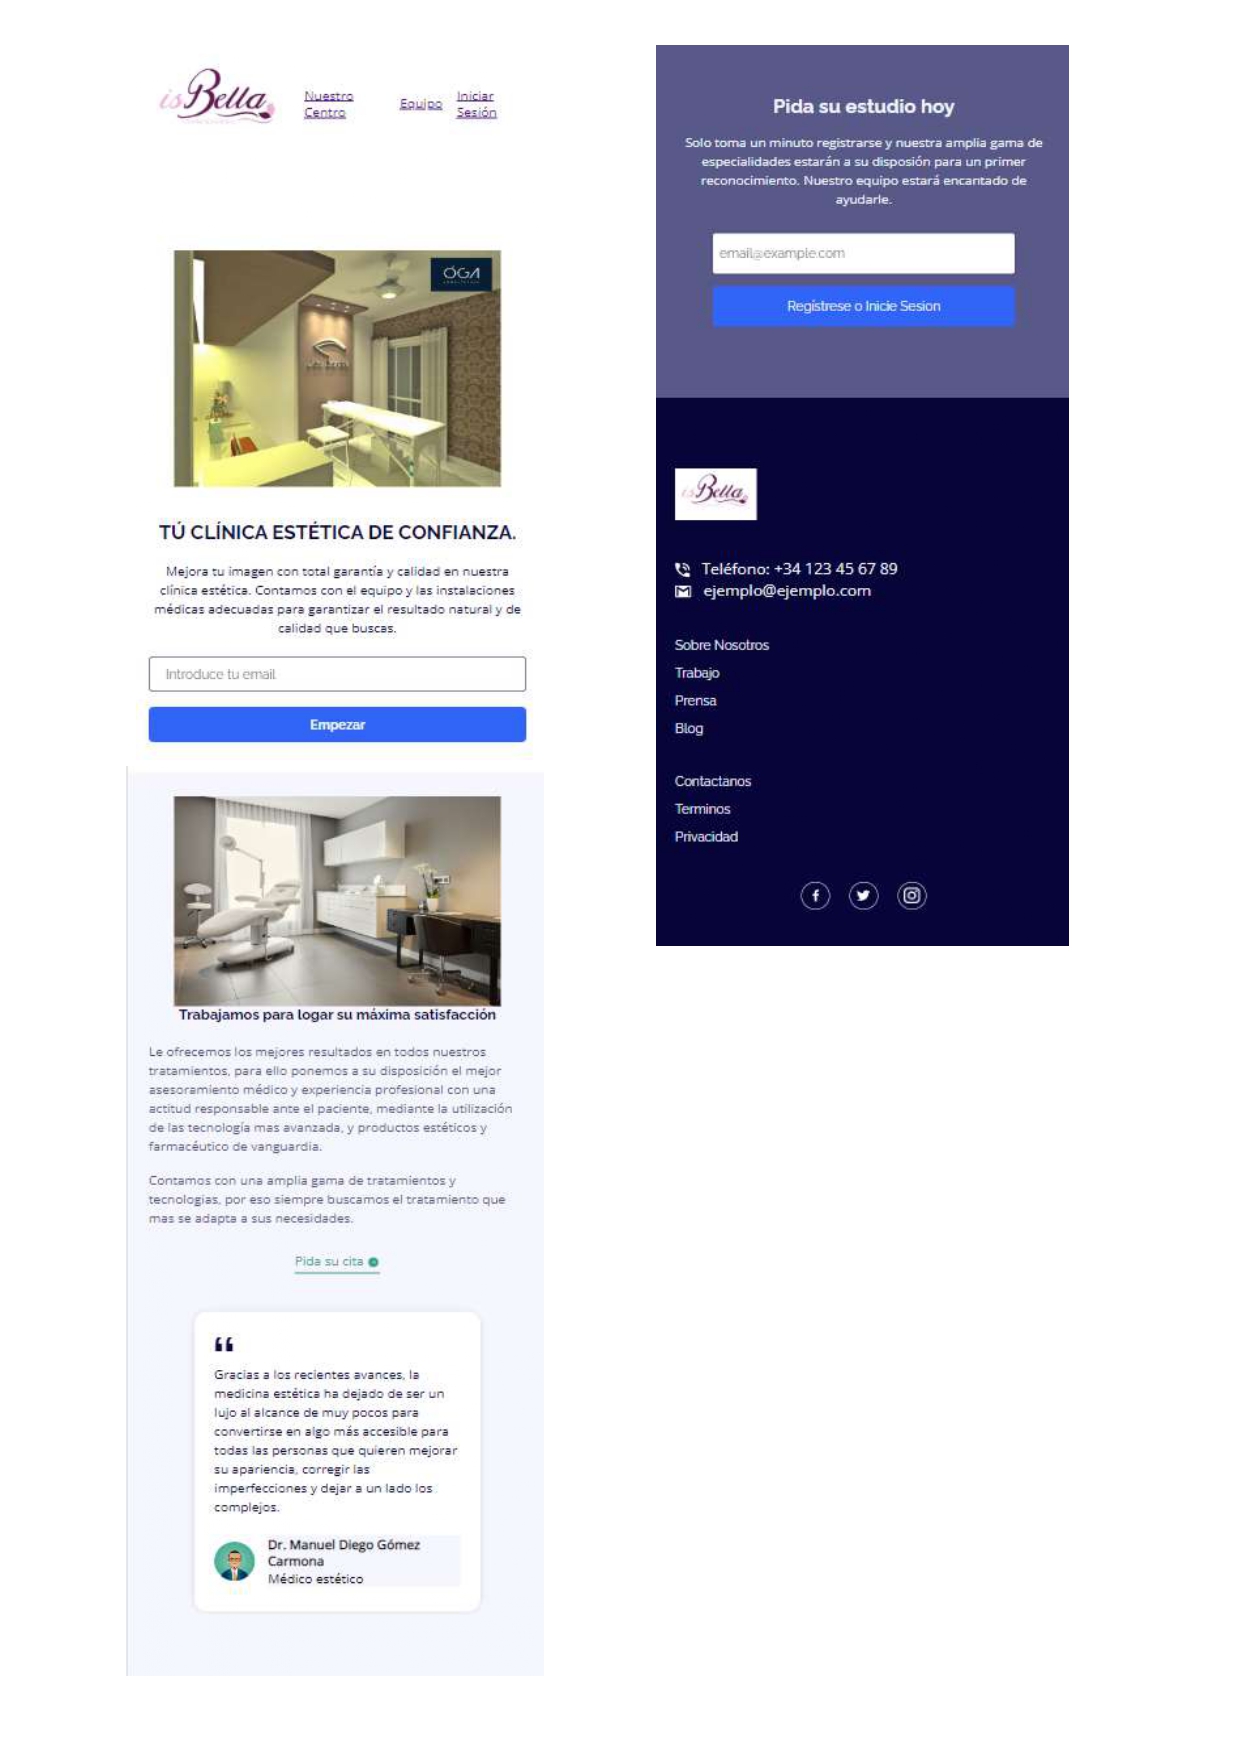 isBella
Nuestro
Centro
Equipo
Iniciar
Sesión
ÓGA
TÚ CLÍNICA ESTÉTICA DE CONFIANZA.
Mejora tu imagen con total garantía y calidad en nuestra
clínica estética. Contamos con el equipo y las instalaciones
médicas adecuadas para garantizar el resultado natural y de
calidad que buscas.
Introduce tu email
Empezar
Trabajamos para logar su máxima satisfacción
Le ofrecemos los mejores resultados en todos nuestros
tratamientos, para ello ponemos a su disposición el mejor
asesoramiento médico y experiencia profesional con una
actitud responsable ante el paciente, mediante la utilización
de las tecnología mas avanzada, y productos estéticos y
farmacéutico de vanguardia.
Contamos con una amplia gama de tratamientos y
tecnologias, por eso siempre buscamos el tratamiento que
mas se adapta a sus necesidades.
Pida su cita
“
Gracias a los recientes avances, la
medicina estética ha dejado de ser un
lujo al alcance de muy pocos para
convertirse en algo más accesible para
todas las personas que quieren mejorar
su apariencia, corregir las
imperfecciones y dejar a un lado los
complejos.
Dr. Manuel Diego Gómez
Carmona
Médico estético
Pida su estudio hoy
Solo toma un minuto registrarse y nuestra amplia gama de
especialidades estarán a su disposión para un primer
reconocimiento. Nuestro equipo estará encantado de
ayudarle.
email@example.com
Regístrese o Inicie Sesion
isBella
Teléfono: +34 123 45 67 89
ejemplo@ejemplo.com
Sobre Nosotros
Trabajo
Prensa
Blog
Contactanos
Terminos
Privacidad